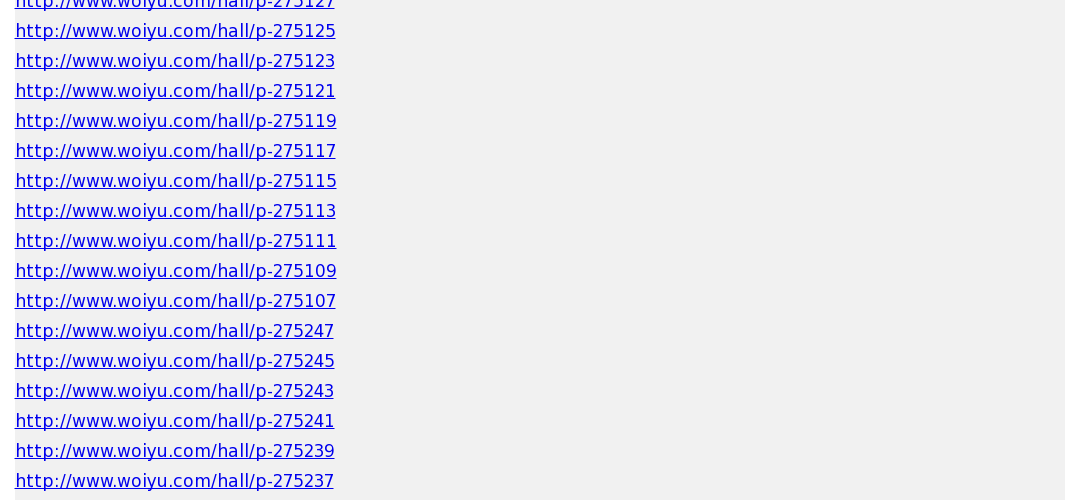 http://www.woiyu.com/hall/p-275127
http://www.woiyu.com/hall/p-275125
http://www.woiyu.com/hall/p-275123
http://www.woiyu.com/hall/p-275121
http://www.woiyu.com/hall/p-275119
http://www.woiyu.com/hall/p-275117
http://www.woiyu.com/hall/p-275115
http://www.woiyu.com/hall/p-275113
http://www.woiyu.com/hall/p-275111
http://www.woiyu.com/hall/p-275109
http://www.woiyu.com/hall/p-275107
http://www.woiyu.com/hall/p-275247
http://www.woiyu.com/hall/p-275245
http://www.woiyu.com/hall/p-275243
http://www.woiyu.com/hall/p-275241
http://www.woiyu.com/hall/p-275239
http://www.woiyu.com/hall/p-275237